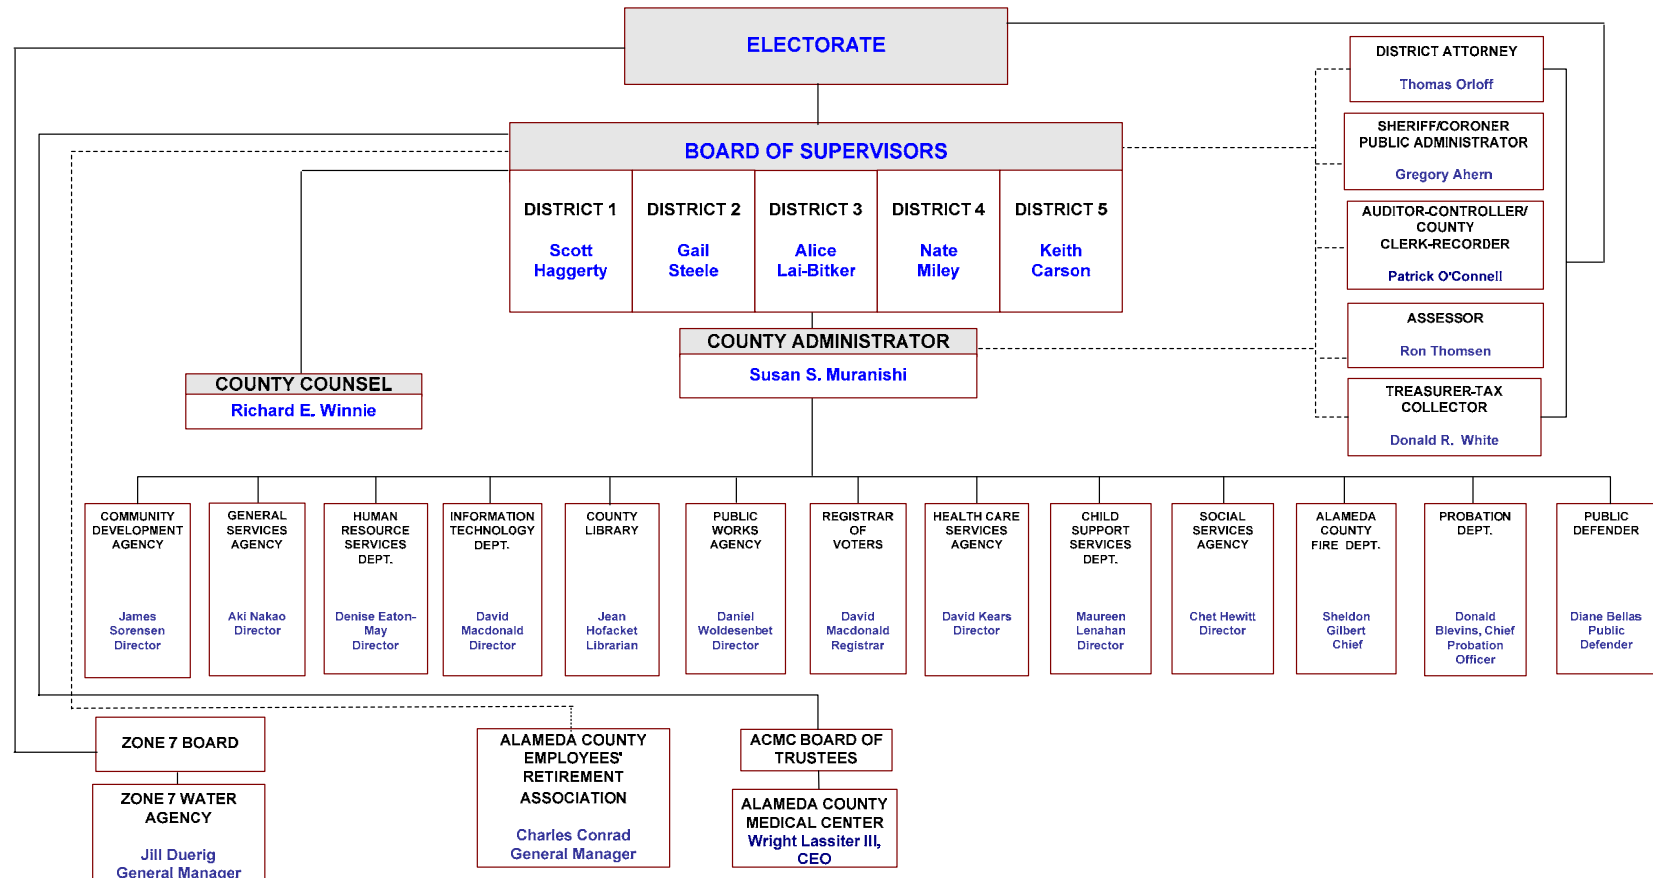 ELECTORATE
BOARD OF SUPERVISORS
DISTRICT 1
Scott
Haggerty
DISTRICT 2
Gail
Steele
DISTRICT 3
Alice
Lai-Bitker
DISTRICT 4
Nate
Miley
DISTRICT 5
Keith
Carson
DISTRICT ATTORNEY
Thomas Orloff
SHERIFF/CORONER
PUBLIC ADMINISTRATOR
Gregory Ahern
AUDITOR-CONTROLLER/
COUNTY
CLERK-RECORDER
Patrick O'Connell
ASSESSOR
Ron Thomsen
TREASURER-TAX
COLLECTOR
Donald R. White
COUNTY ADMINISTRATOR
Susan S. Muranishi
COUNTY COUNSEL
Richard E. Winnie
COMMUNITY
DEVELOPMENT
AGENCY
James
Sorensen
Director
GENERAL
SERVICES
AGENCY
Aki Nakao
Director
HUMAN
RESOURCE
SERVICES
DEPT.
Denise Eaton-
May
Director
INFORMATION
TECHNOLOGY
DEPT.
David
Macdonald
Director
COUNTY
LIBRARY
Jean
Hofacket
Librarian
PUBLIC
WORKS
AGENCY
Daniel
Woldesenbet
Director
REGISTRAR
OF
VOTERS
David
Macdonald
Registrar
HEALTH CARE
SERVICES
AGENCY
David Kears
Director
CHILD
SUPPORT
SERVICES
DEPT.
Maureen
Lenahan
Director
SOCIAL
SERVICES
AGENCY
Chet Hewitt
Director
ALAMEDA
COUNTY
FIRE DEPT.
Sheldon
Gilbert
Chief
PROBATION
DEPT.
Donald
Blevins, Chief
Probation
Officer
PUBLIC
DEFENDER
Diane Bellas
Public
Defender
ZONE 7 BOARD
ZONE 7 WATER
AGENCY
Jill Duerig
General Manager
ALAMEDA COUNTY
EMPLOYEES'
RETIREMENT
ASSOCIATION
Charles Conrad
General Manager
ACMC BOARD OF
TRUSTEES
ALAMEDA COUNTY
MEDICAL CENTER
Wright Lassiter III,
CEO